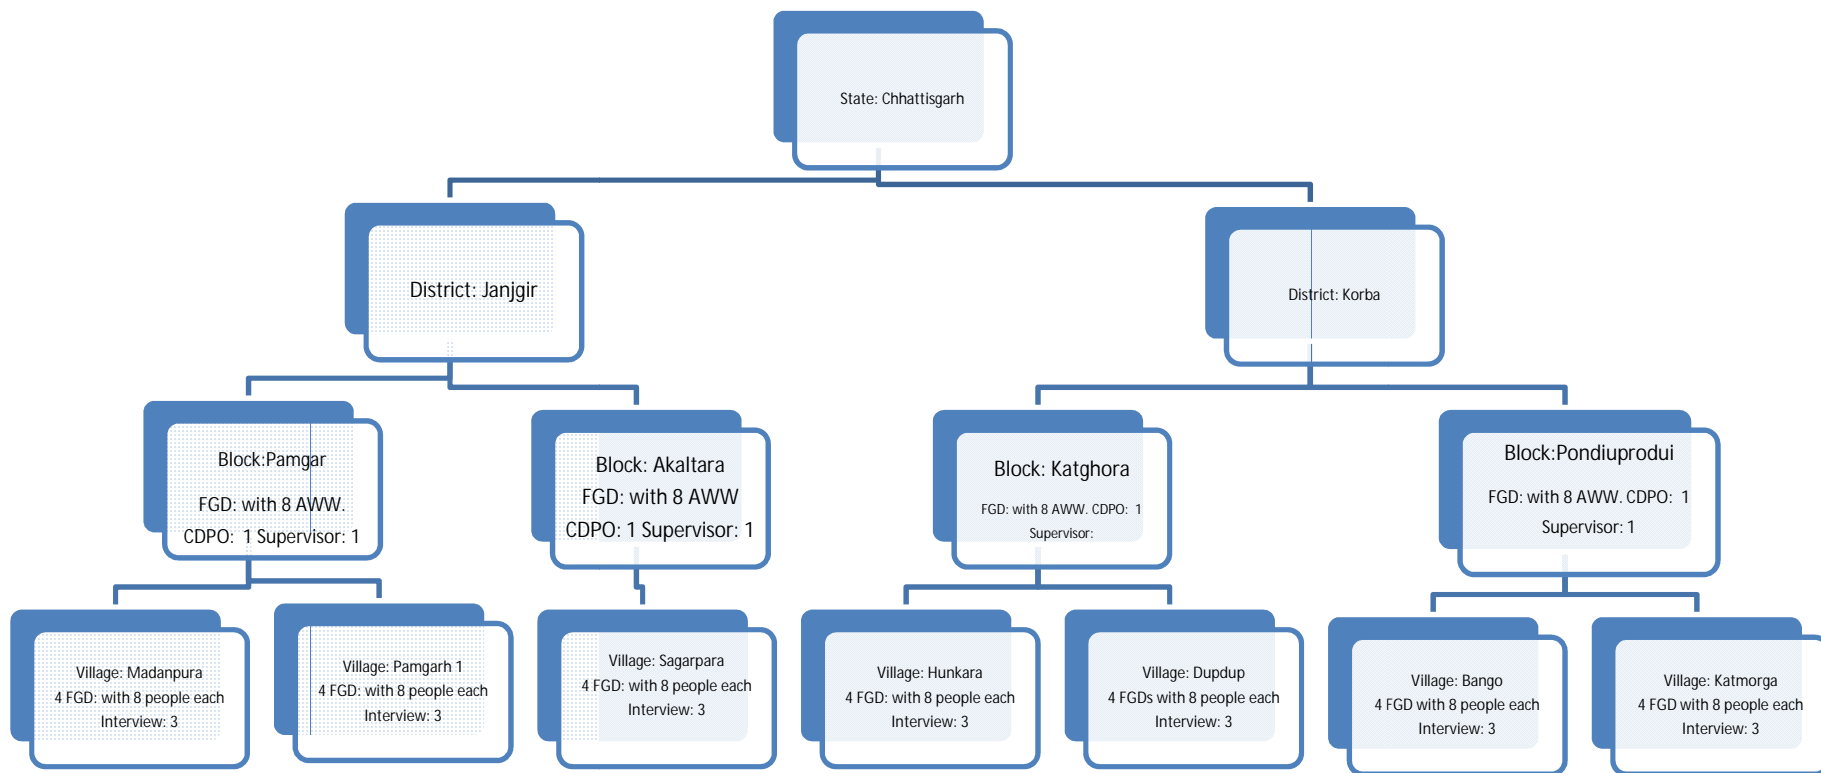 State: Chhattisgarh
District: Janjgir
District: Korba
Block:Pamgar
FGD: with 8 AWW.
CDPO:  1 Supervisor: 1
Block: Akaltara
FGD: with 8 AWW
CDPO: 1 Supervisor: 1
Block: Katghora
FGD: with 8 AWW. CDPO:  1
Supervisor:
Block:Pondiuprodui
FGD: with 8 AWW. CDPO:  1
Supervisor: 1
Village: Madanpura
4 FGD: with 8 people each
Interview: 3
Village: Pamgarh 1
4 FGD: with 8 people each
Interview: 3
Village: Sagarpara
4 FGD: with 8 people each
Interview: 3
Village: Hunkara
4 FGD: with 8 people each
Interview: 3
Village: Dupdup
4 FGDs with 8 people each
Interview: 3
Village: Bango
4 FGD with 8 people each
Interview: 3
Village: Katmorga
4 FGD with 8 people each
Interview: 3